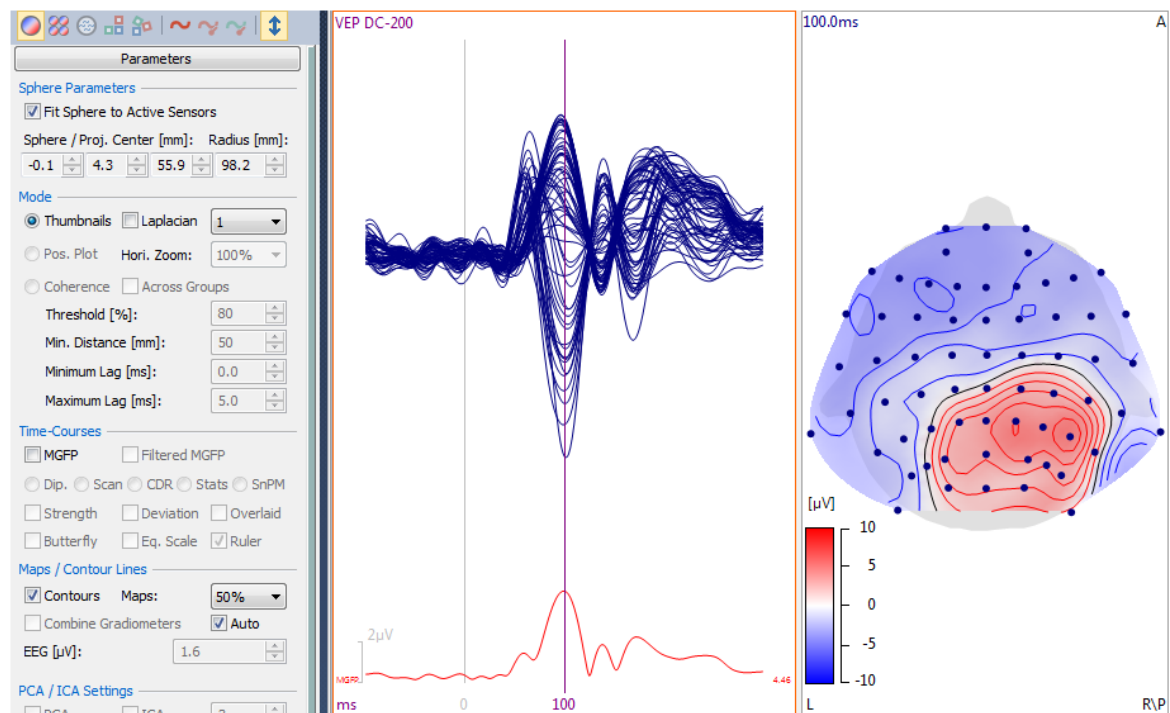 Parameters
Sphere Parameters
Fit Sphere to Active Sensors
Sphere / Proj. Center [mm]: Radius [mm]:
-0.1 4.3 55.9 98.2
Mode
Thumbnails Laplacian 1
Pos. Plot Hori. Zoom: 100%
Coherence Across Groups
Threshold [%]: 80
Min. Distance [mm]: 50
Minimum Lag [ms]: 0.0
Maximum Lag [ms]: 5.0
Time-Courses
MGFP Filtered MGFP
Dip. Scan CDR Stats SnPM
Strength Deviation Overlaid
Butterfly Eq. Scale Ruler
Maps / Contour Lines
Contours Maps: 50%
Combine Gradiometers Auto
EEG [µV]: 1.6
PCA / ICA Settings
VEP DC-200
2µV
MGFP 4.46
ms 0 100
100.0ms A
[µV]
10
5
0
-5
-10
L R\P